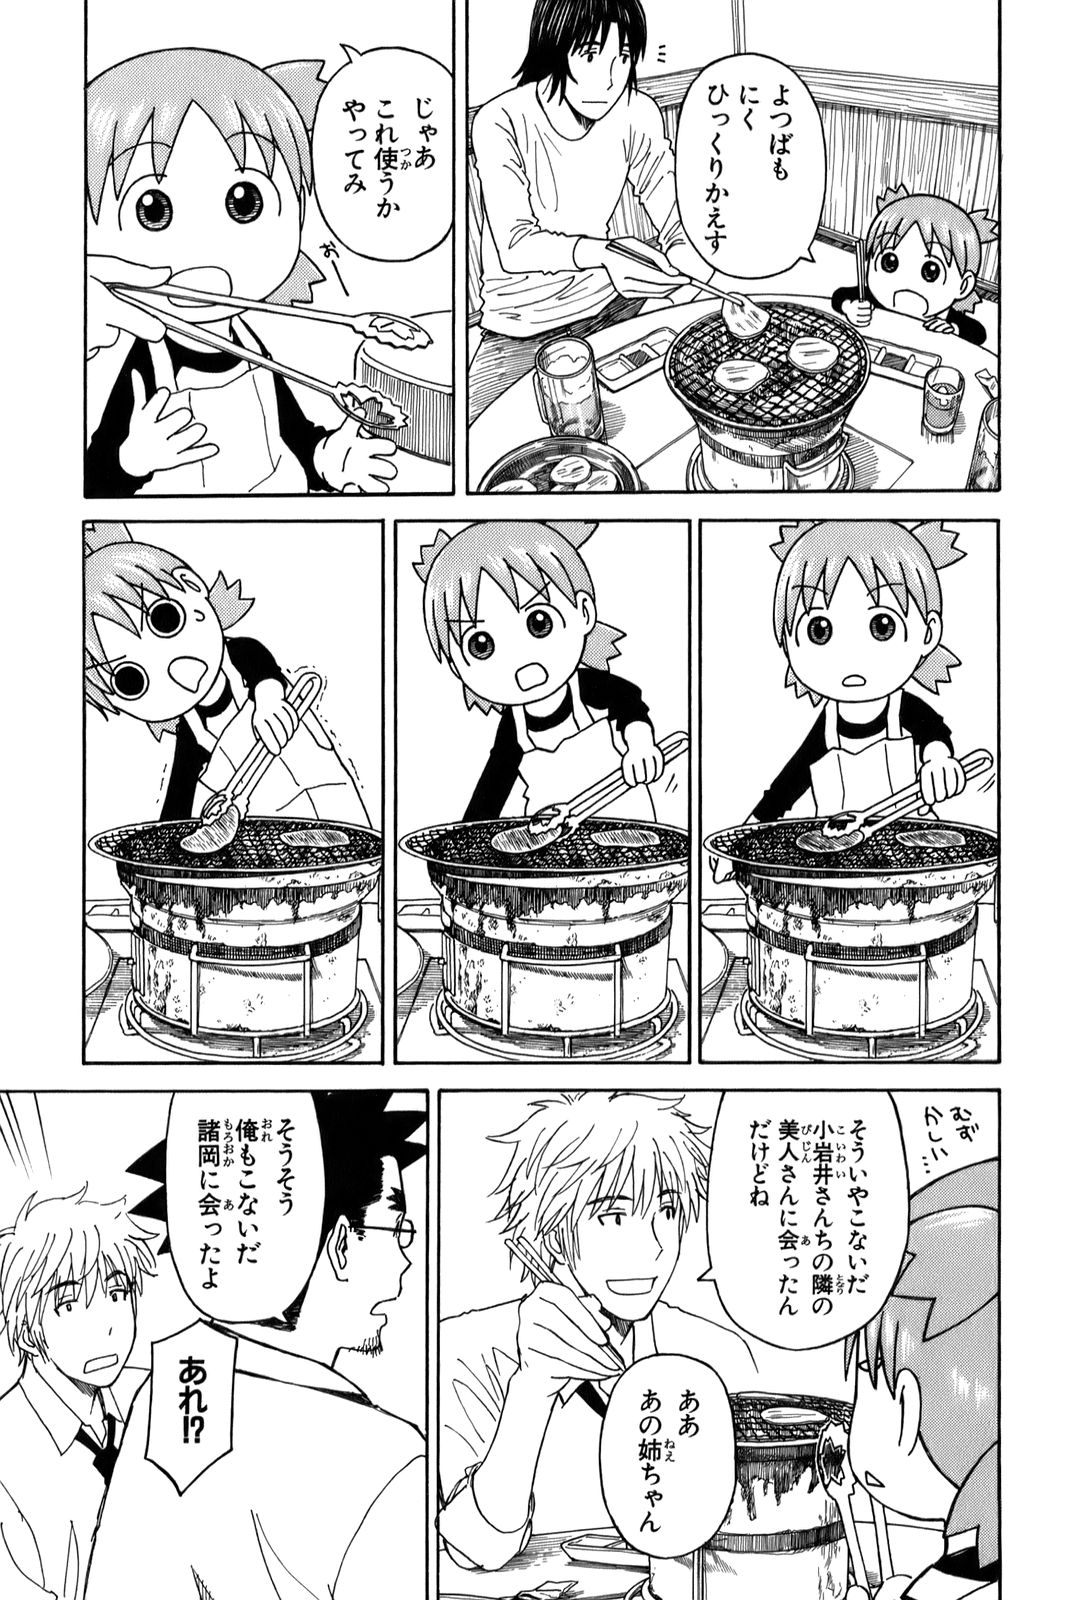 よつばも
にく
ひっくりかえす
じゃあ
これ使うか
やってみ
おー
むず
かしい…
そういやこないだ
小岩井さんちの隣の
美人さんに会ったん
だけどね
ああ
あの姉ちゃん
そうそう
俺もこないだ
諸岡に会ったよ
あれ!?